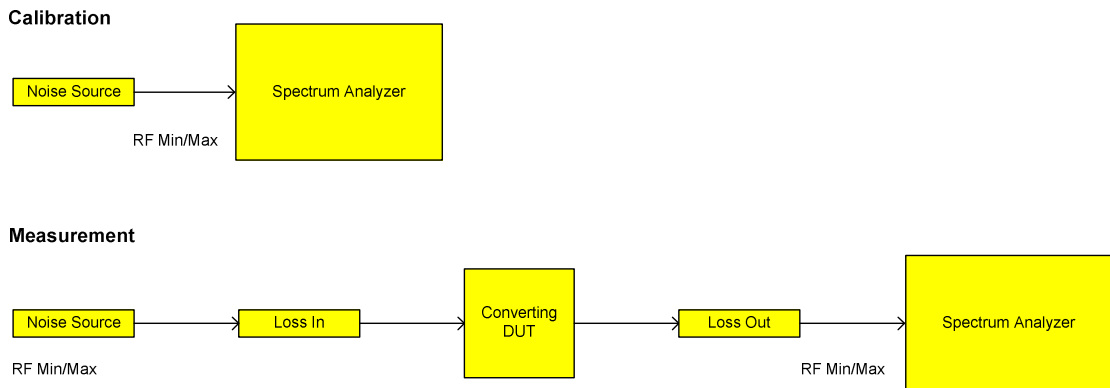 Calibration
Noise Source
Spectrum Analyzer
RF Min/Max
Measurement
Noise Source
Loss In
Converting
DUT
Loss Out
Spectrum Analyzer
RF Min/Max
RF Min/Max